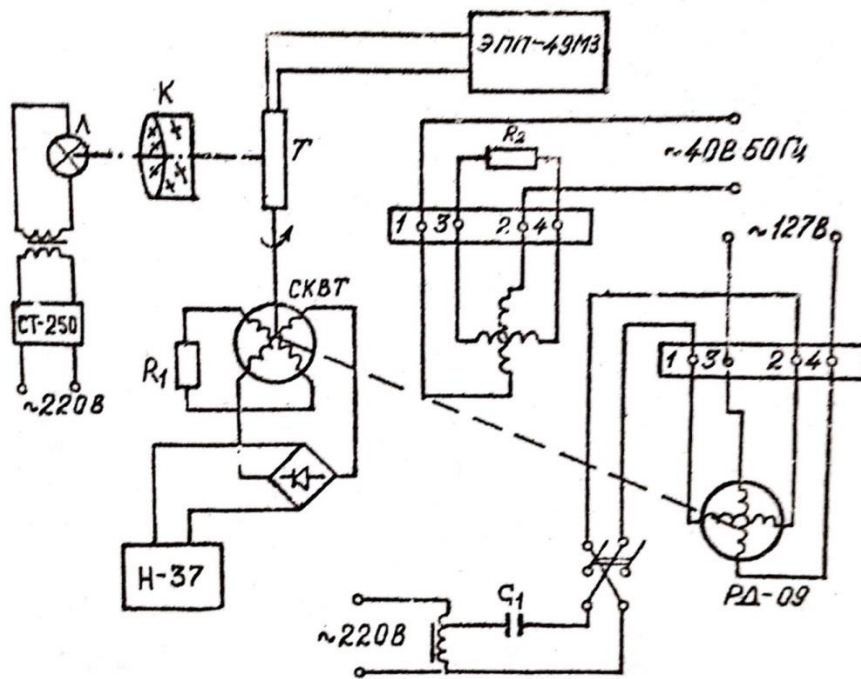 ЭПП-49М3
К
Л
Т
R2
~40В 50Гц
1 3 2 4
~127В
СКВТ
СТ-250
R1
1 3 2 4
~220В
Н-37
РД-09
C1
~220В